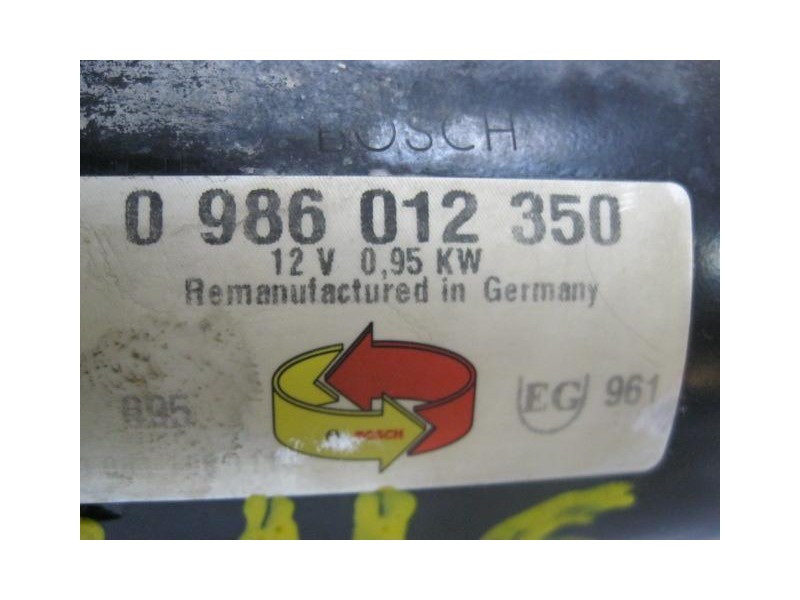 BOSCH
0 986 012 350
12 V 0,95 KW
Remanufactured in Germany
EG 961
895
BOSCH